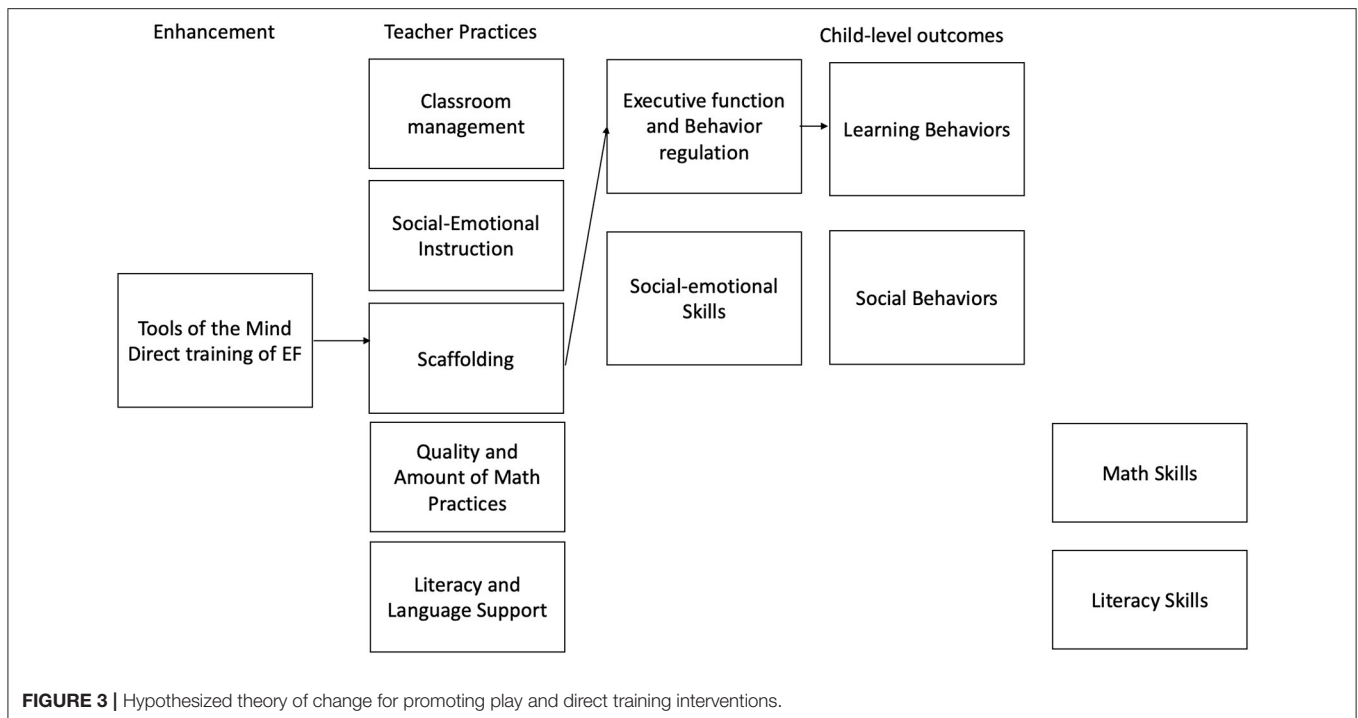 Enhancement
Teacher Practices
Child-level outcomes
Classroom
management
Executive function
and Behavior
regulation
Learning Behaviors
Social-Emotional
Instruction
Social-emotional
Skills
Social Behaviors
Tools of the Mind
Direct training of EF
Scaffolding
Quality and
Amount of Math
Practices
Math Skills
Literacy and
Language Support
Literacy Skills
FIGURE 3 | Hypothesized theory of change for promoting play and direct training interventions.